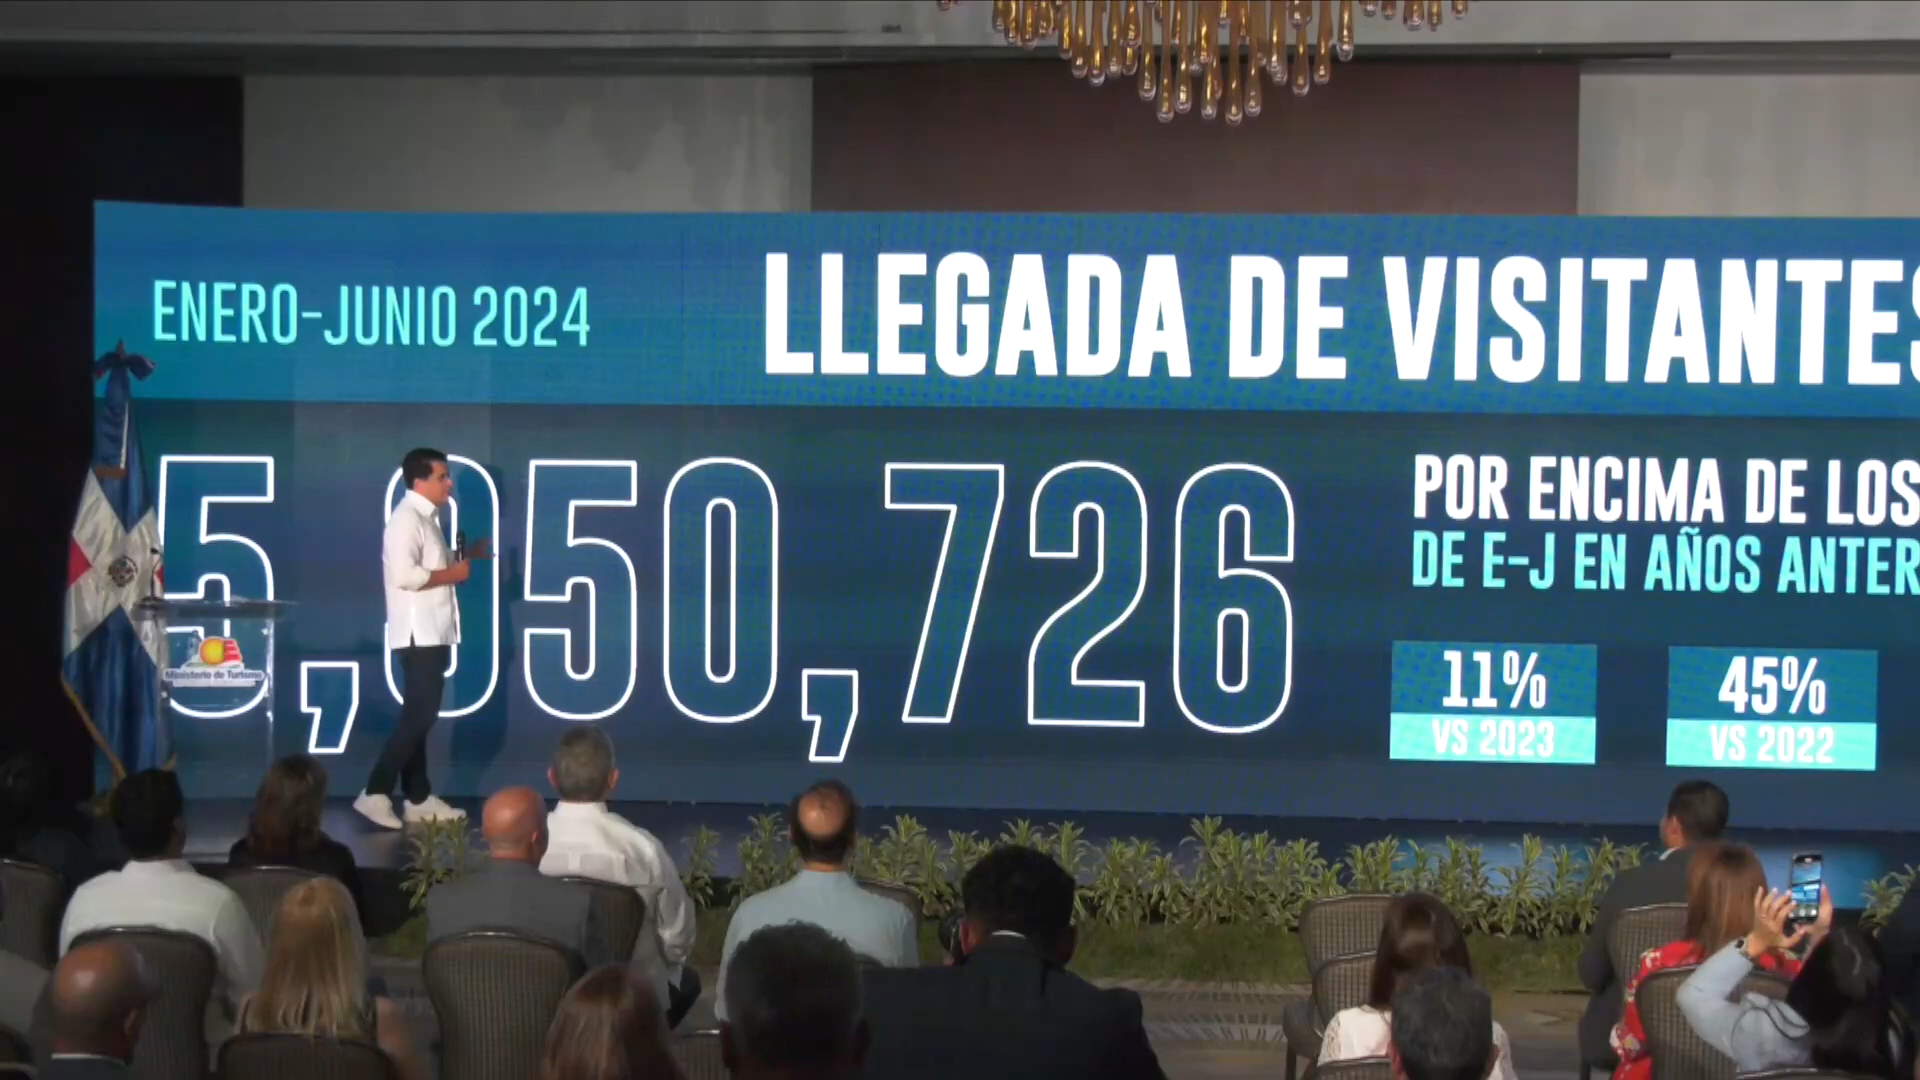 ENERO-JUNIO 2024
LLEGADA DE VISITANTES
5,050,726
POR ENCIMA DE LOS
DE E-J EN AÑOS ANTER
11%
VS 2023
45%
VS 2022
Ministerio de Turismo